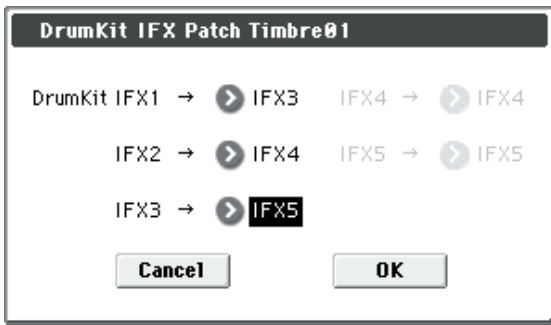 DrumKit IFX Patch Timbre01
DrumKit IFX1 → IFX3 IFX4 → IFX4
IFX2 → IFX4 IFX5 → IFX5
IFX3 → IFX5
Cancel OK